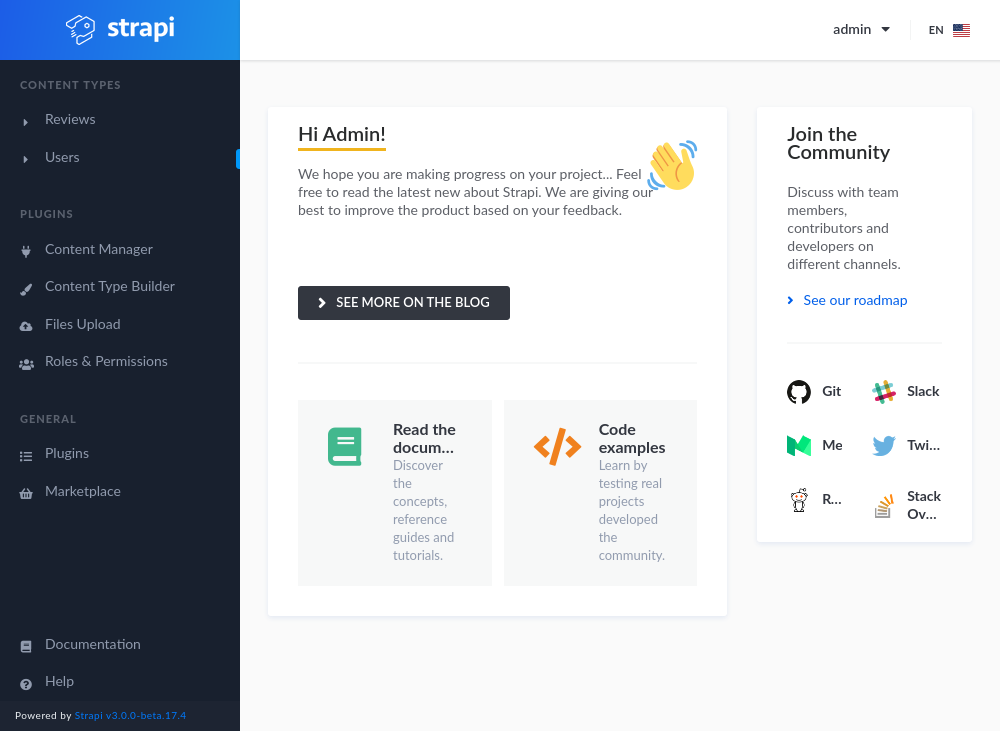 strapi
admin
EN
CONTENT TYPES
Reviews
Users
PLUGINS
Content Manager
Content Type Builder
Files Upload
Roles & Permissions
GENERAL
Plugins
Marketplace
Documentation
Help
Powered by Strapi v3.0.0-beta.17.4
Hi Admin!
We hope you are making progress on your project... Feel
free to read the latest new about Strapi. We are giving our
best to improve the product based on your feedback.
SEE MORE ON THE BLOG
Read the
docum...
Discover
the
concepts,
reference
guides and
tutorials.
Code
examples
Learn by
testing real
projects
developed
the
community.
Join the
Community
Discuss with team
members,
contributors and
developers on
different channels.
See our roadmap
Git
Slack
Me
Twi...
R...
Stack
Ov...